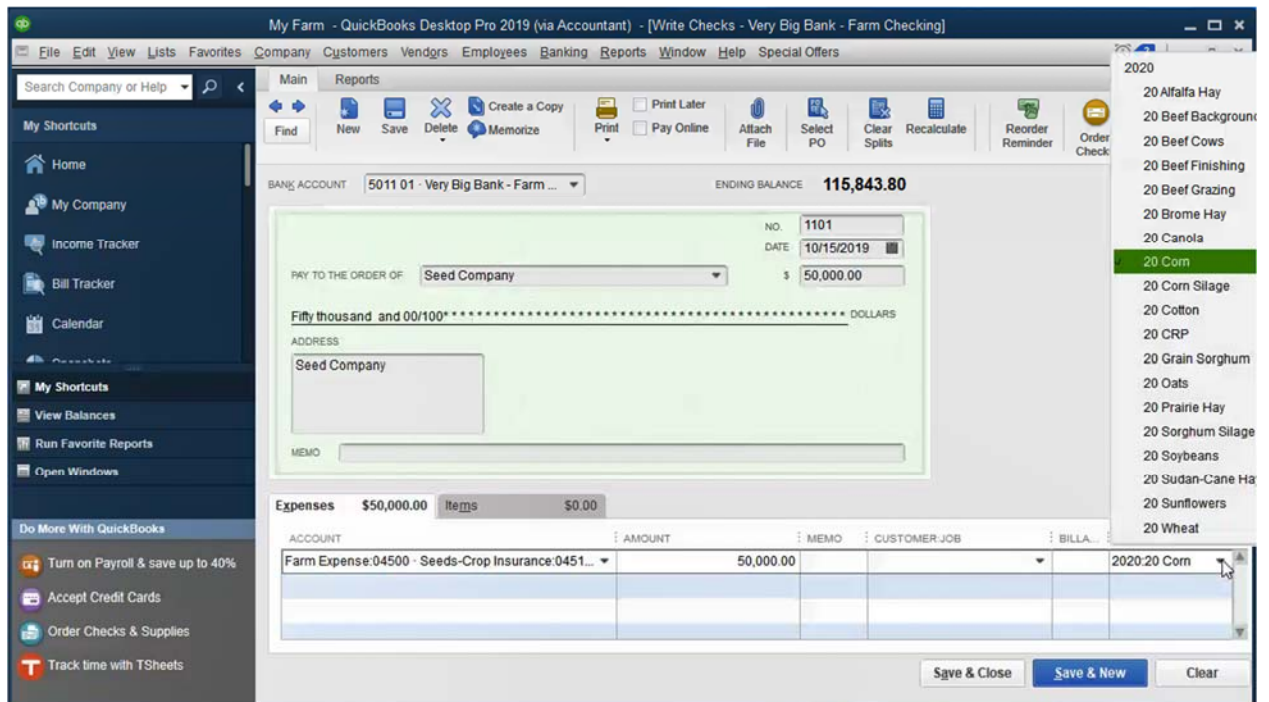 My Farm - QuickBooks Desktop Pro 2019 (via Accountant) - [Write Checks - Very Big Bank - Farm Checking]
File Edit View Lists Favorites Company Customers Vendors Employees Banking Reports Window Help Special Offers
Search Company or Help
My Shortcuts
Home
My Company
Income Tracker
Bill Tracker
Calendar
My Shortcuts
View Balances
Run Favorite Reports
Open Windows
Do More With QuickBooks
Turn on Payroll & save up to 40%
Accept Credit Cards
Order Checks & Supplies
Track time with TSheets
Main Reports
Find
New
Save
Delete
Create a Copy
Memorize
Print
Print Later
Pay Online
Attach File
Select PO
Clear Splits
Recalculate
Reorder Reminder
Order
Check
BANK ACCOUNT 5011 01 · Very Big Bank - Farm ... ENDING BALANCE 115,843.80
NO. 1101
DATE 10/15/2019
PAY TO THE ORDER OF Seed Company $ 50,000.00
Fifty thousand and 00/100* * * * * * * * * * * * * * * * * * * * * * * * * * * * * * * * * * * * * * * * * * * * * * * * * * * * DOLLARS
ADDRESS
Seed Company
MEMO
Expenses $50,000.00 Items $0.00
ACCOUNT AMOUNT MEMO CUSTOMER:JOB BILLA...
Farm Expense:04500 · Seeds-Crop Insurance:0451... 50,000.00 2020:20 Corn
Save & Close Save & New Clear
2020
20 Alfalfa Hay
20 Beef Backgroun
20 Beef Cows
20 Beef Finishing
20 Beef Grazing
20 Brome Hay
20 Canola
20 Corn
20 Corn Silage
20 Cotton
20 CRP
20 Grain Sorghum
20 Oats
20 Prairie Hay
20 Sorghum Silage
20 Soybeans
20 Sudan-Cane Ha
20 Sunflowers
20 Wheat